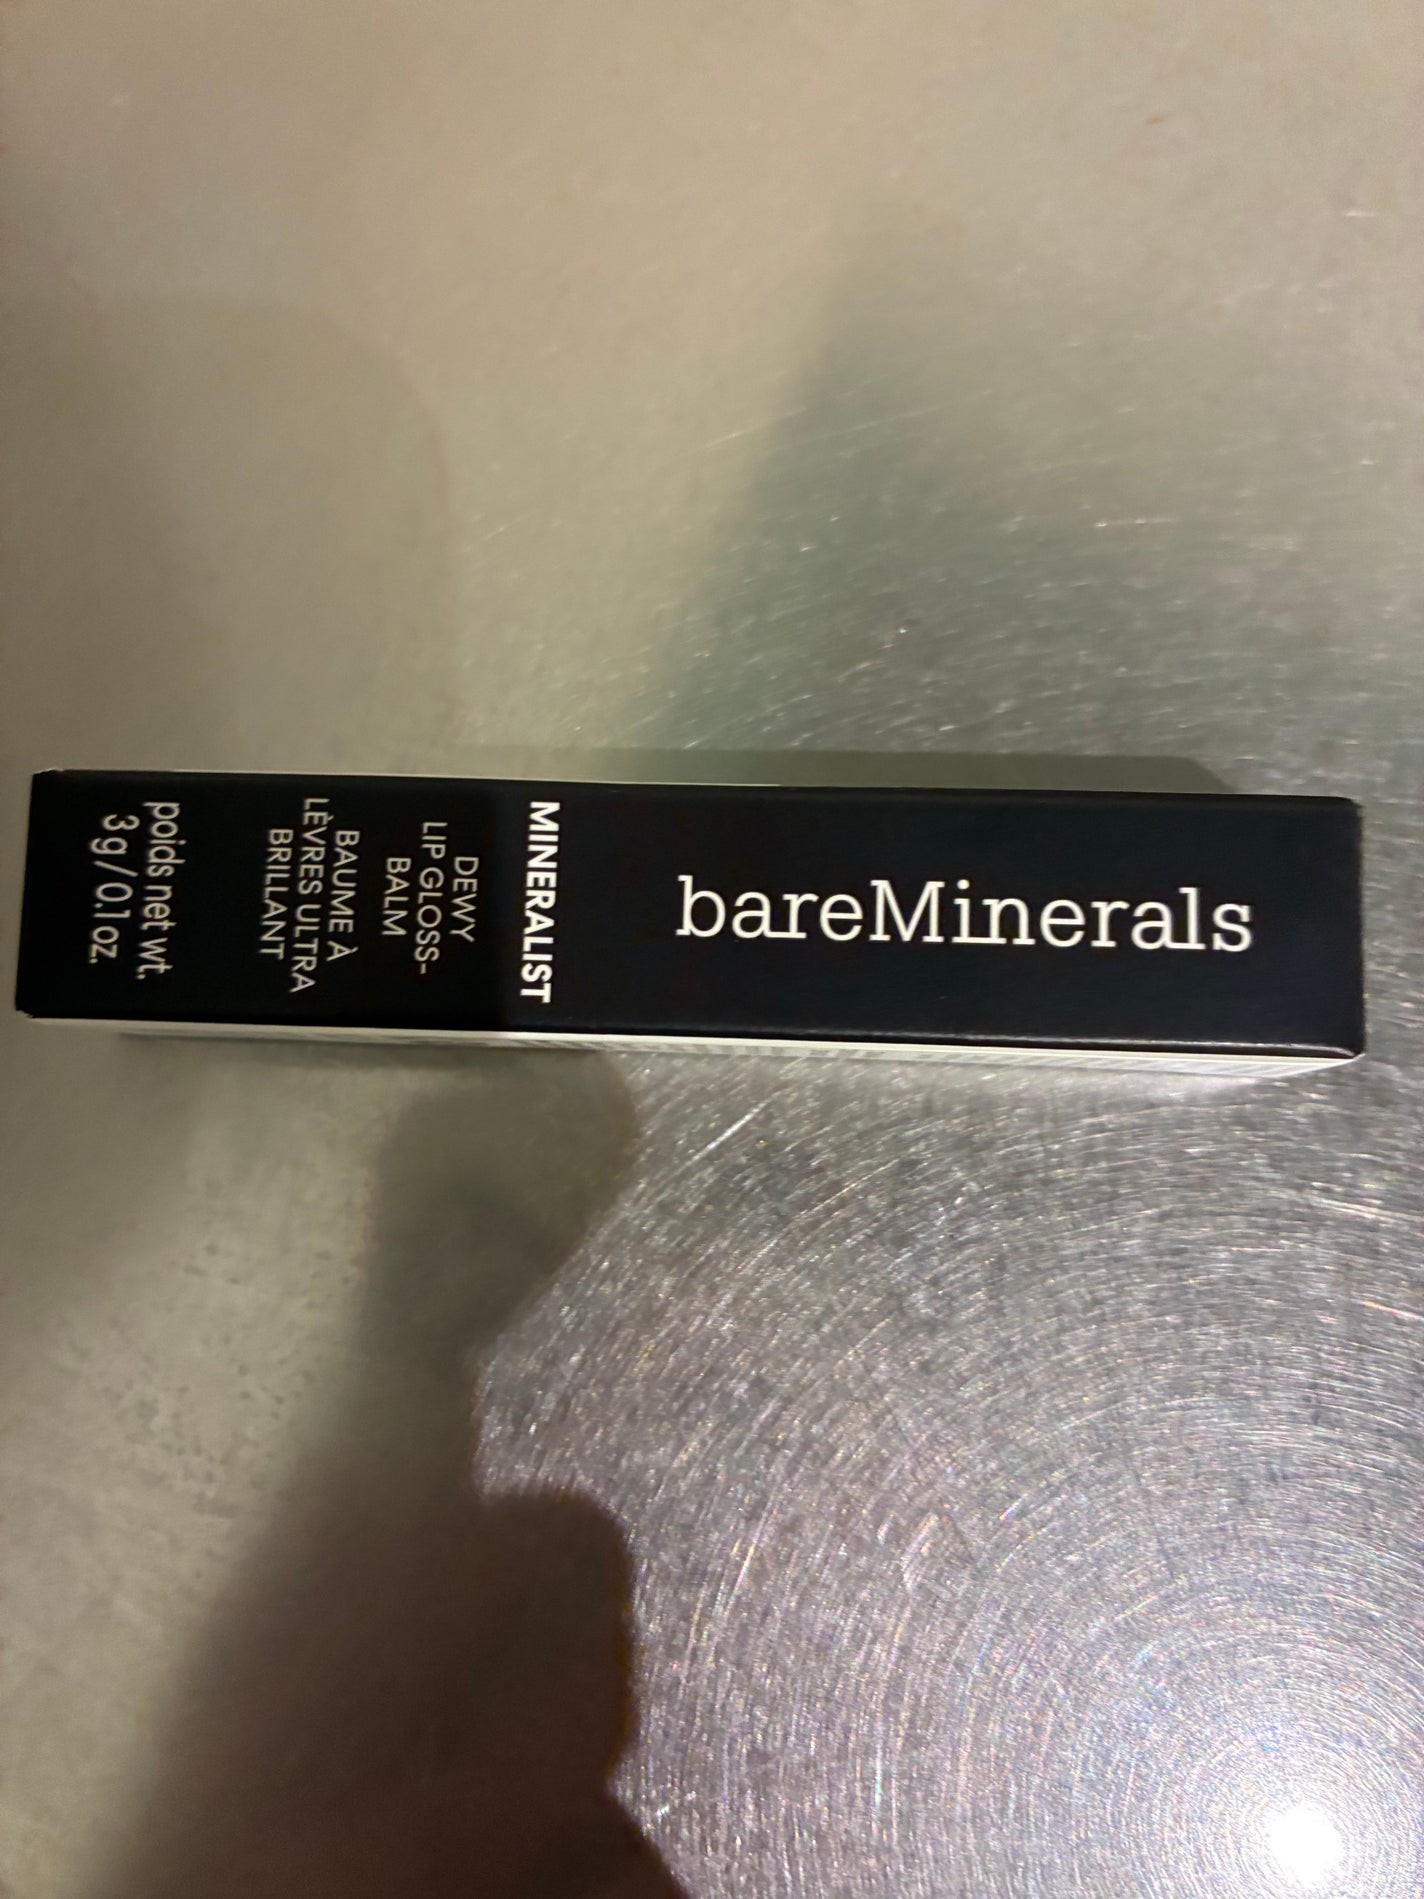 bareMinerals
MINERALIST
DEWY
LIP GLOSS-
BALM
BAUME À
LÈVRES ULTRA
BRILLANT
poids net wt.
3 g / 0.1 oz.